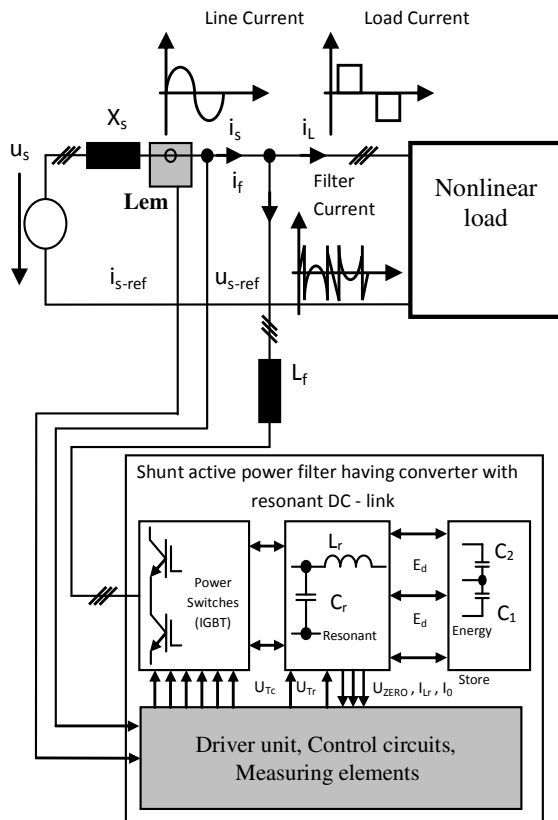 Line Current
Load Current
X_s
i_s
i_L
u_s
Lem
i_f
Filter
Current
Nonlinear
load
i_s-ref
u_s-ref
L_f
Shunt active power filter having converter with
resonant DC - link
Power
Switches
(IGBT)
L_r
C_r
Resonant
E_d
E_d
C_2
C_1
Energy
Store
U_Tc
U_Tr
U_ZERO , I_Lr , I_0
Driver unit, Control circuits,
Measuring elements